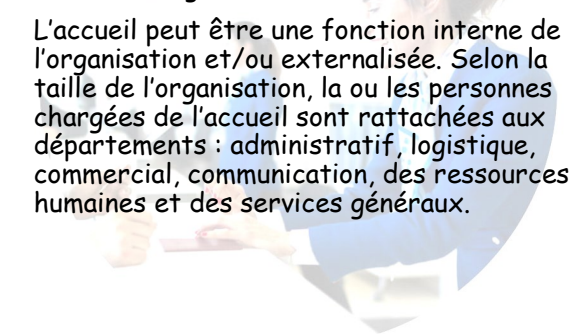 L’accueil peut être une fonction interne de
l’organisation et/ou externalisée. Selon la
taille de l’organisation, la ou les personnes
chargées de l’accueil sont rattachées aux
départements : administratif, logistique,
commercial, communication, des ressources
humaines et des services généraux.